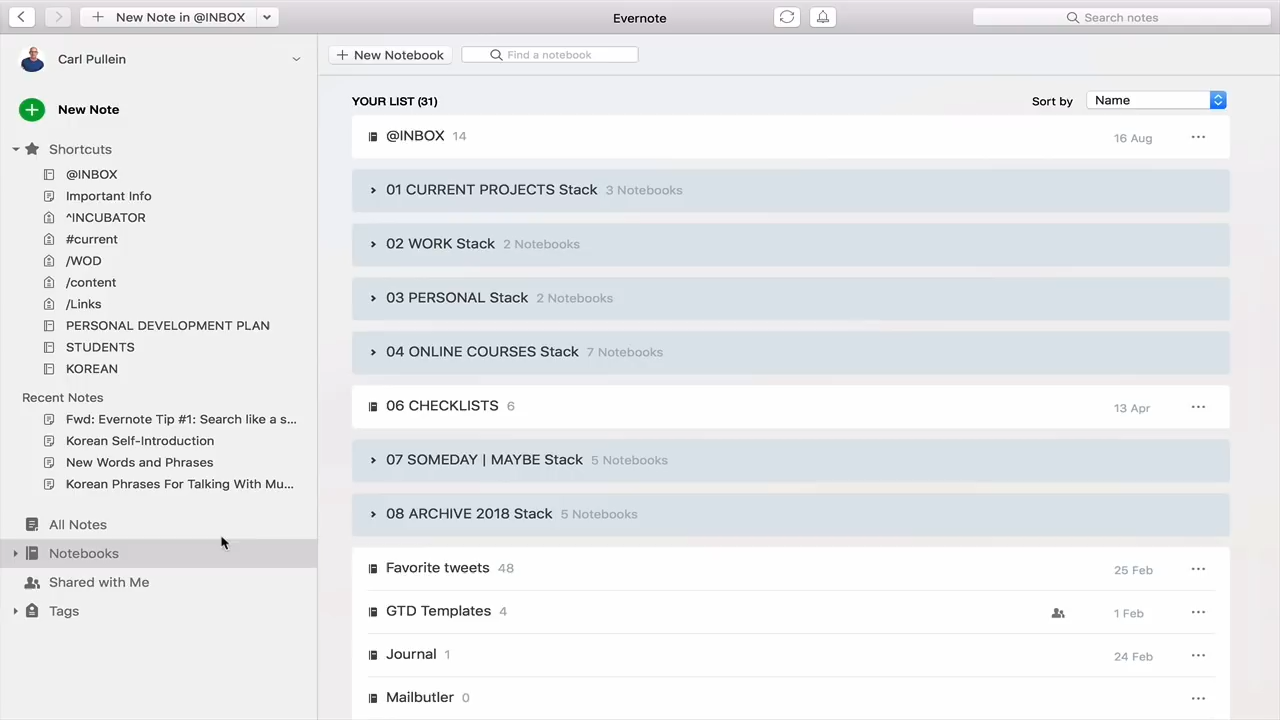 New Note in @INBOX
Evernote
Search notes
Carl Pullein
New Note
Shortcuts
@INBOX
Important Info
^INCUBATOR
#current
/WOD
/content
/Links
PERSONAL DEVELOPMENT PLAN
STUDENTS
KOREAN
Recent Notes
Fwd: Evernote Tip #1: Search like a s...
Korean Self-Introduction
New Words and Phrases
Korean Phrases For Talking With Mu...
All Notes
Notebooks
Shared with Me
Tags
New Notebook
Find a notebook
YOUR LIST (31)
Sort by Name
@INBOX 14 16 Aug
01 CURRENT PROJECTS Stack 3 Notebooks
02 WORK Stack 2 Notebooks
03 PERSONAL Stack 2 Notebooks
04 ONLINE COURSES Stack 7 Notebooks
06 CHECKLISTS 6 13 Apr
07 SOMEDAY | MAYBE Stack 5 Notebooks
08 ARCHIVE 2018 Stack 5 Notebooks
Favorite tweets 48 25 Feb
GTD Templates 4 1 Feb
Journal 1 24 Feb
Mailbutler 0